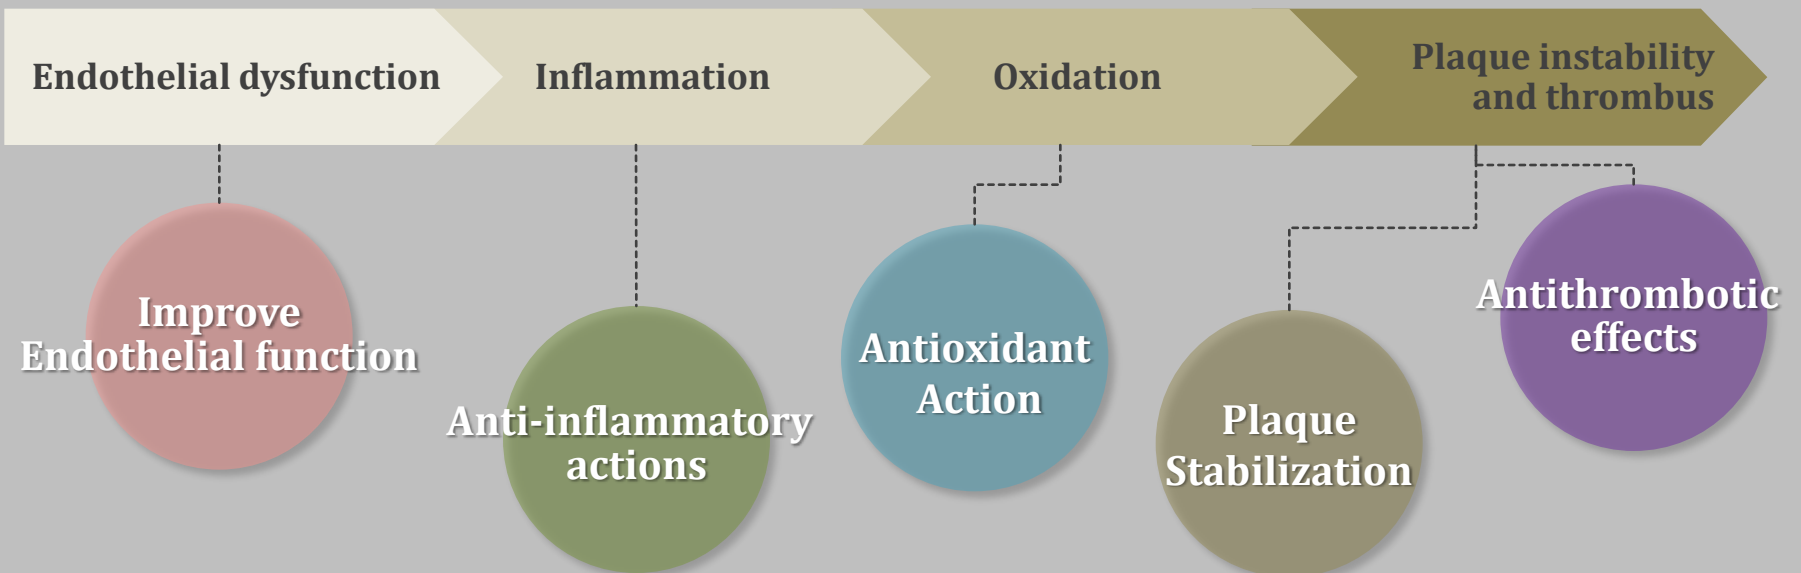 Endothelial dysfunction
Inflammation
Oxidation
Plaque instability
and thrombus
Improve
Endothelial function
Anti-inflammatory
actions
Antioxidant
Action
Plaque
Stabilization
Antithrombotic
effects